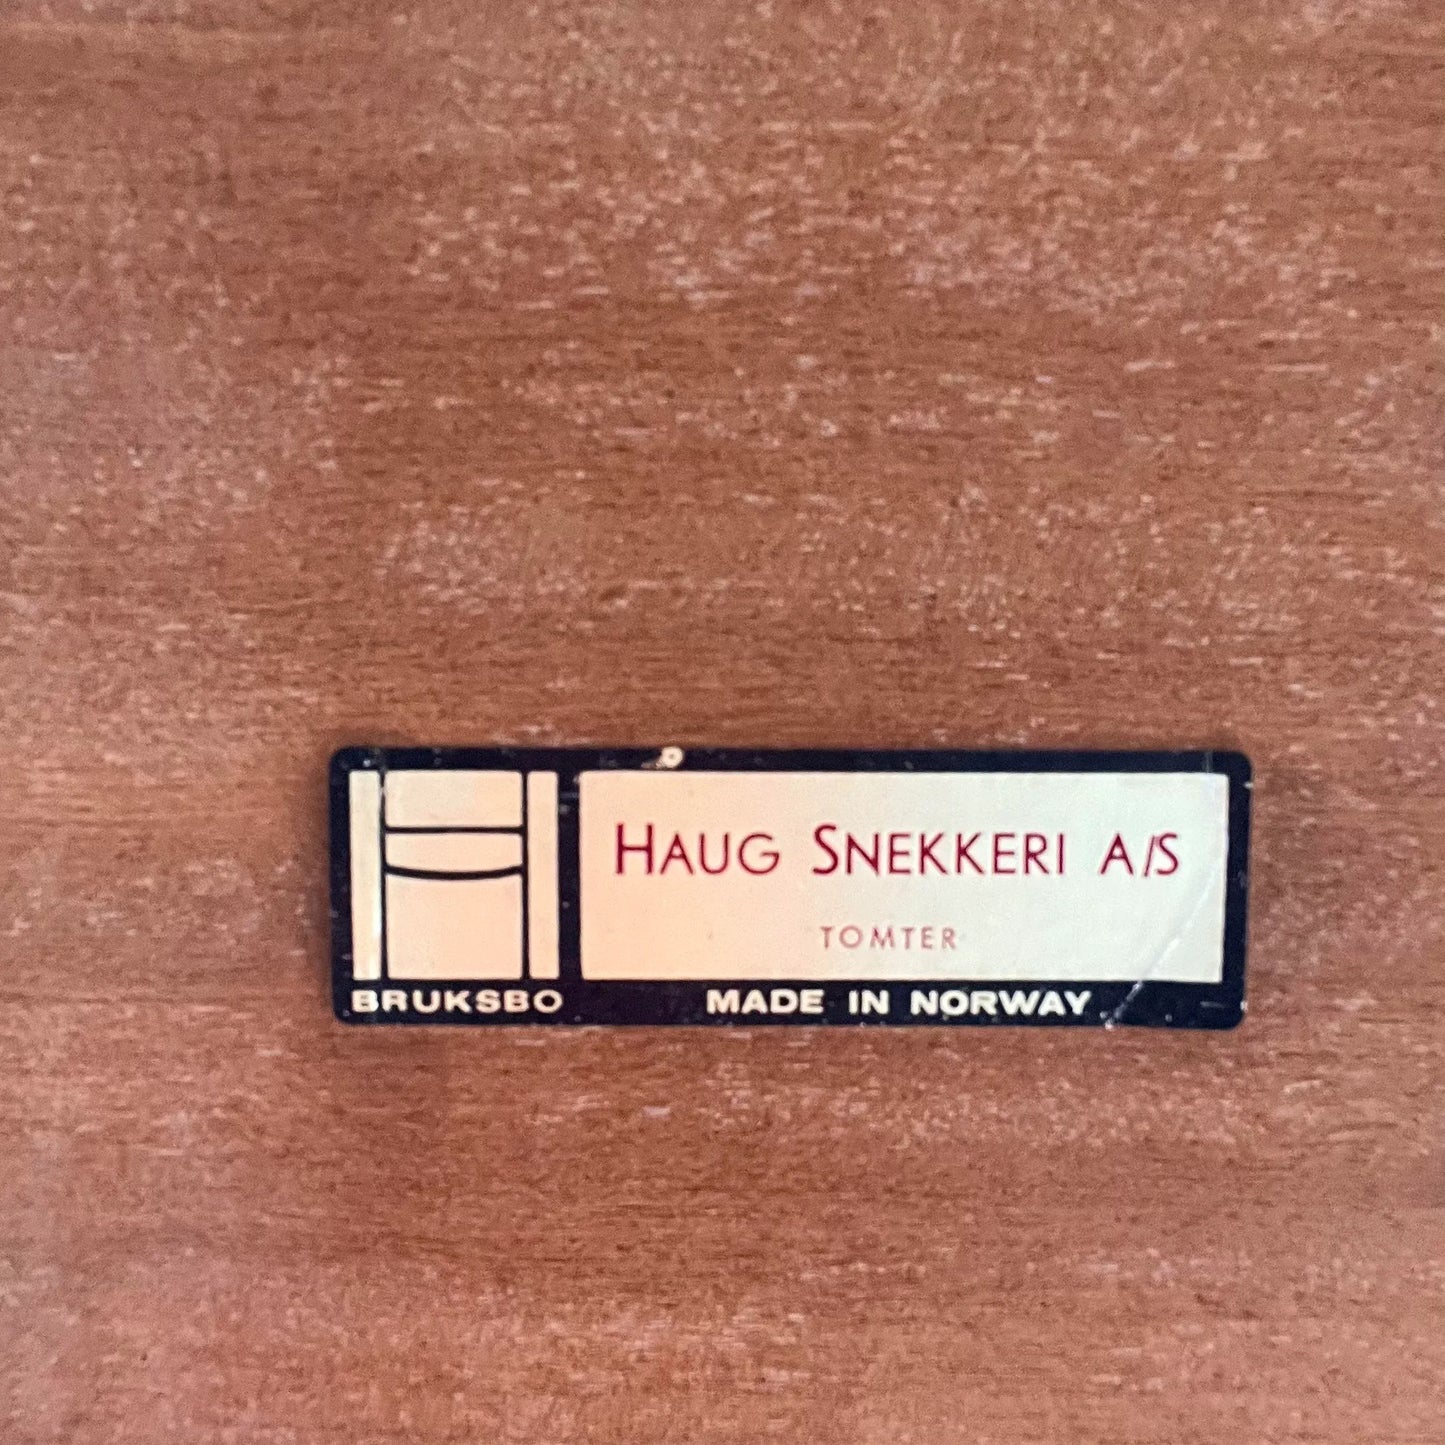 HAUG SNEKKERI A/S
TOMTER
BRUKSBO
MADE IN NORWAY